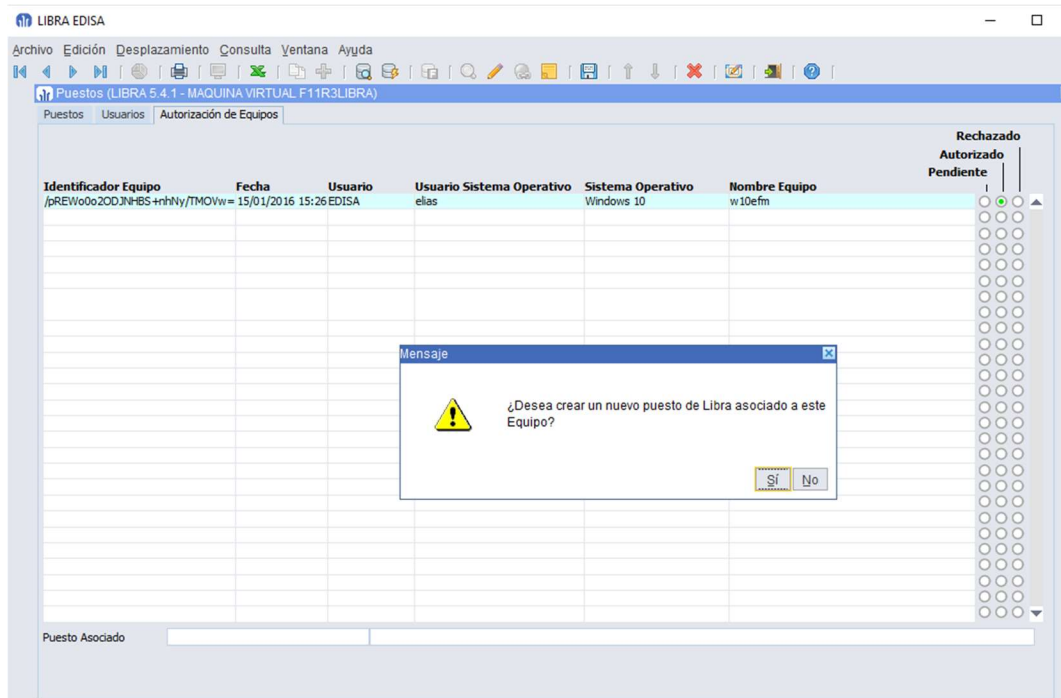 LIBRA EDISA
Archivo Edición Desplazamiento Consulta Ventana Ayuda
Puestos (LIBRA 5.4.1 - MAQUINA VIRTUAL F11R3LIBRA)
Puestos Usuarios Autorización de Equipos
Rechazado
Autorizado
Pendiente
Identificador Equipo Fecha Usuario Usuario Sistema Operativo Sistema Operativo Nombre Equipo
/pREWo0o2ODJNHBS+nhNy/TMOVw= 15/01/2016 15:26 EDISA elias Windows 10 w10efm
Mensaje
¿Desea crear un nuevo puesto de Libra asociado a este
Equipo?
Sí No
Puesto Asociado